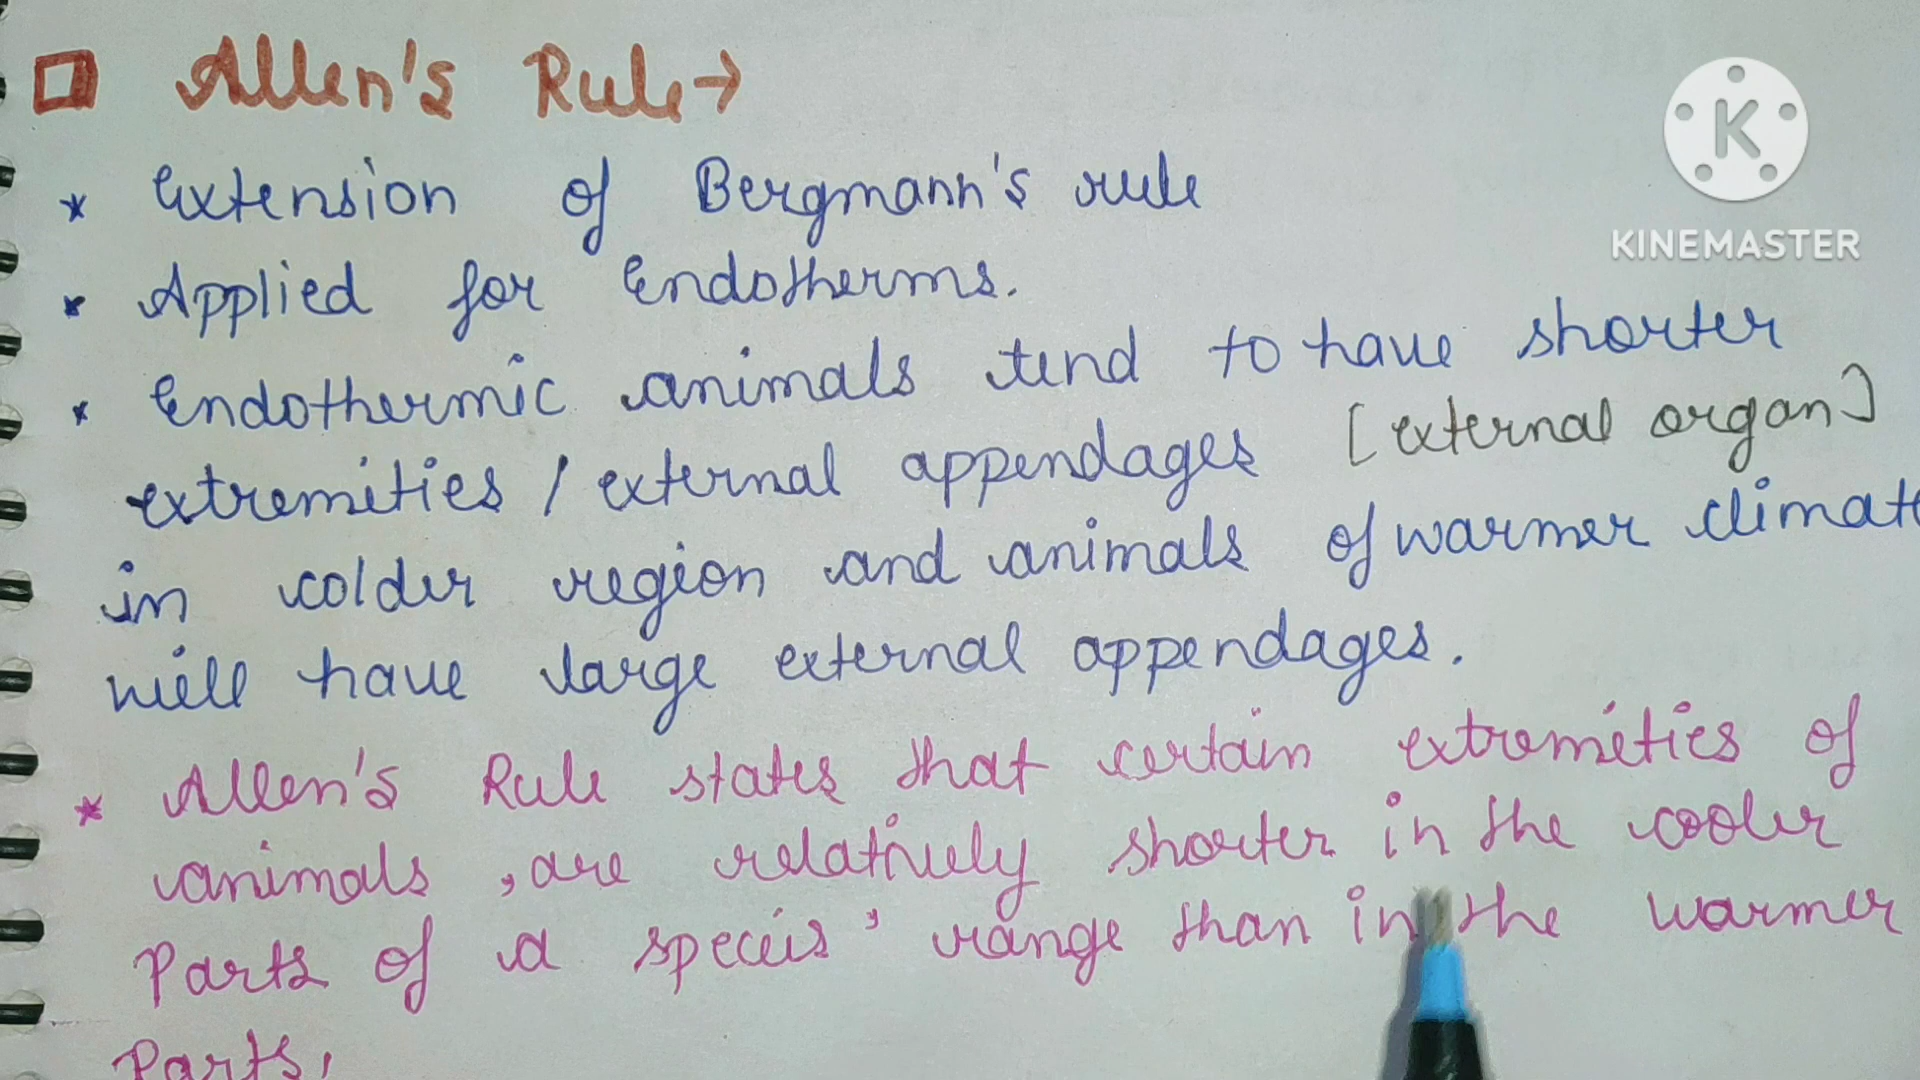 Allen's Rule→
* Extension of Bergmann's rule
* Applied for Endotherms.
* Endothermic animals tend to have shorter
extremities / external appendages [external organ]
in colder region and animals of warmer climate
will have large external appendages.
* Allen's Rule states that certain extremities of
animals, are relatively shorter in the cooler
Parts of a species' range than in the warmer
Parts,
KINEMASTER